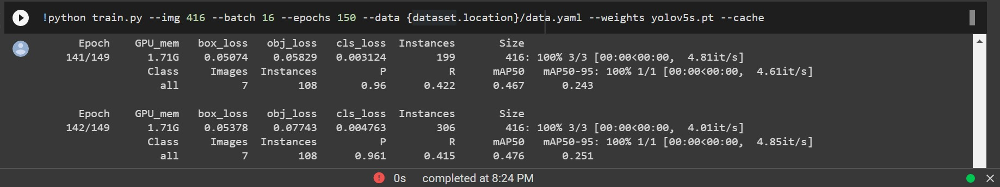 !python train.py --img 416 --batch 16 --epochs 150 --data {dataset.location}/data.yaml --weights yolov5s.pt --cache
Epoch GPU_mem box_loss obj_loss cls_loss Instances Size
141/149 1.71G 0.05074 0.05829 0.003124 199 416: 100% 3/3 [00:00<00:00, 4.81it/s]
Class Images Instances P R mAP50 mAP50-95: 100% 1/1 [00:00<00:00, 4.61it/s]
all 7 108 0.96 0.422 0.467 0.243
Epoch GPU_mem box_loss obj_loss cls_loss Instances Size
142/149 1.71G 0.05378 0.07743 0.004763 306 416: 100% 3/3 [00:00<00:00, 4.01it/s]
Class Images Instances P R mAP50 mAP50-95: 100% 1/1 [00:00<00:00, 4.85it/s]
all 7 108 0.961 0.415 0.476 0.251
0s completed at 8:24 PM